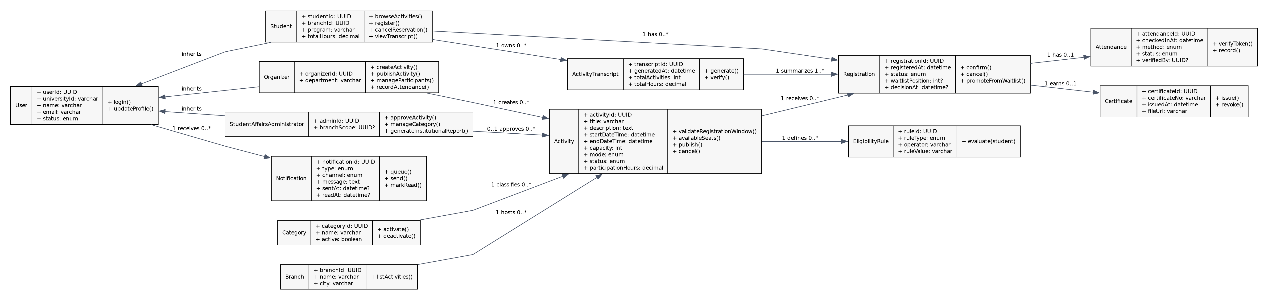 Student
+ studentId: UUID
+ branchId: UUID
+ program: varchar
+ totalHours: decimal
+ browseActivities()
+ register()
+ cancelReservation()
+ viewTranscript()
Inherits
1 has 0..*
1 owns 0..*
Organizer
+ organizerId: UUID
+ department: varchar
+ createActivity()
+ publishActivity()
+ manageParticipants()
+ recordAttendance()
Inherits
User
+ userId: UUID
+ universityId: varchar
+ name: varchar
+ email: varchar
+ status: enum
+ login()
+ updateProfile()
Inherits
StudentAffairsAdministrator
+ adminId: UUID
+ branchScope: UUID?
+ approveActivity()
+ manageCategory()
+ generateInstitutionalReport()
1 receives 0..*
1 creates 0..*
approves 0..*
Notification
+ notificationId: UUID
+ type: enum
+ channel: enum
+ message: text
+ sentAt: datetime?
+ readAt: datetime?
+ queue()
+ send()
+ markRead()
Category
+ categoryId: UUID
+ name: varchar
+ active: boolean
+ activate()
+ deactivate()
1 classifies 0..*
Branch
+ branchId: UUID
+ name: varchar
+ city: varchar
listActivities()
1 hosts 0..*
ActivityTranscript
+ transcriptId: UUID
+ generatedAt: datetime
+ totalActivities: int
+ totalHours: decimal
+ generate()
+ verify()
1 summarizes 1..*
Activity
+ activityId: UUID
+ title: varchar
+ description: text
+ startDateTime: datetime
+ endDateTime: datetime
+ capacity: int
+ mode: enum
+ status: enum
+ participationHours: decimal
+ validateRegistrationWindow()
+ availableSeats()
+ publish()
+ cancel()
1 receives 0..*
1 defines 0..*
Registration
+ registrationId: UUID
+ registeredAt: datetime
+ status: enum
+ waitlistPosition: int?
+ decisionAt: datetime?
+ confirm()
+ cancel()
+ promoteFromWaitlist()
1 has 0..1
1 earns 0..1
EligibilityRule
+ ruleId: UUID
+ ruleType: enum
+ operator: varchar
+ ruleValue: varchar
+ evaluate(student)
Attendance
+ attendanceId: UUID
+ checkedInAt: datetime
+ method: enum
+ status: enum
+ verifiedBy: UUID?
+ verifyToken()
+ record()
Certificate
+ certificateId: UUID
+ certificateNo: varchar
+ issuedAt: datetime
+ fileUrl: varchar
+ issue()
+ revoke()